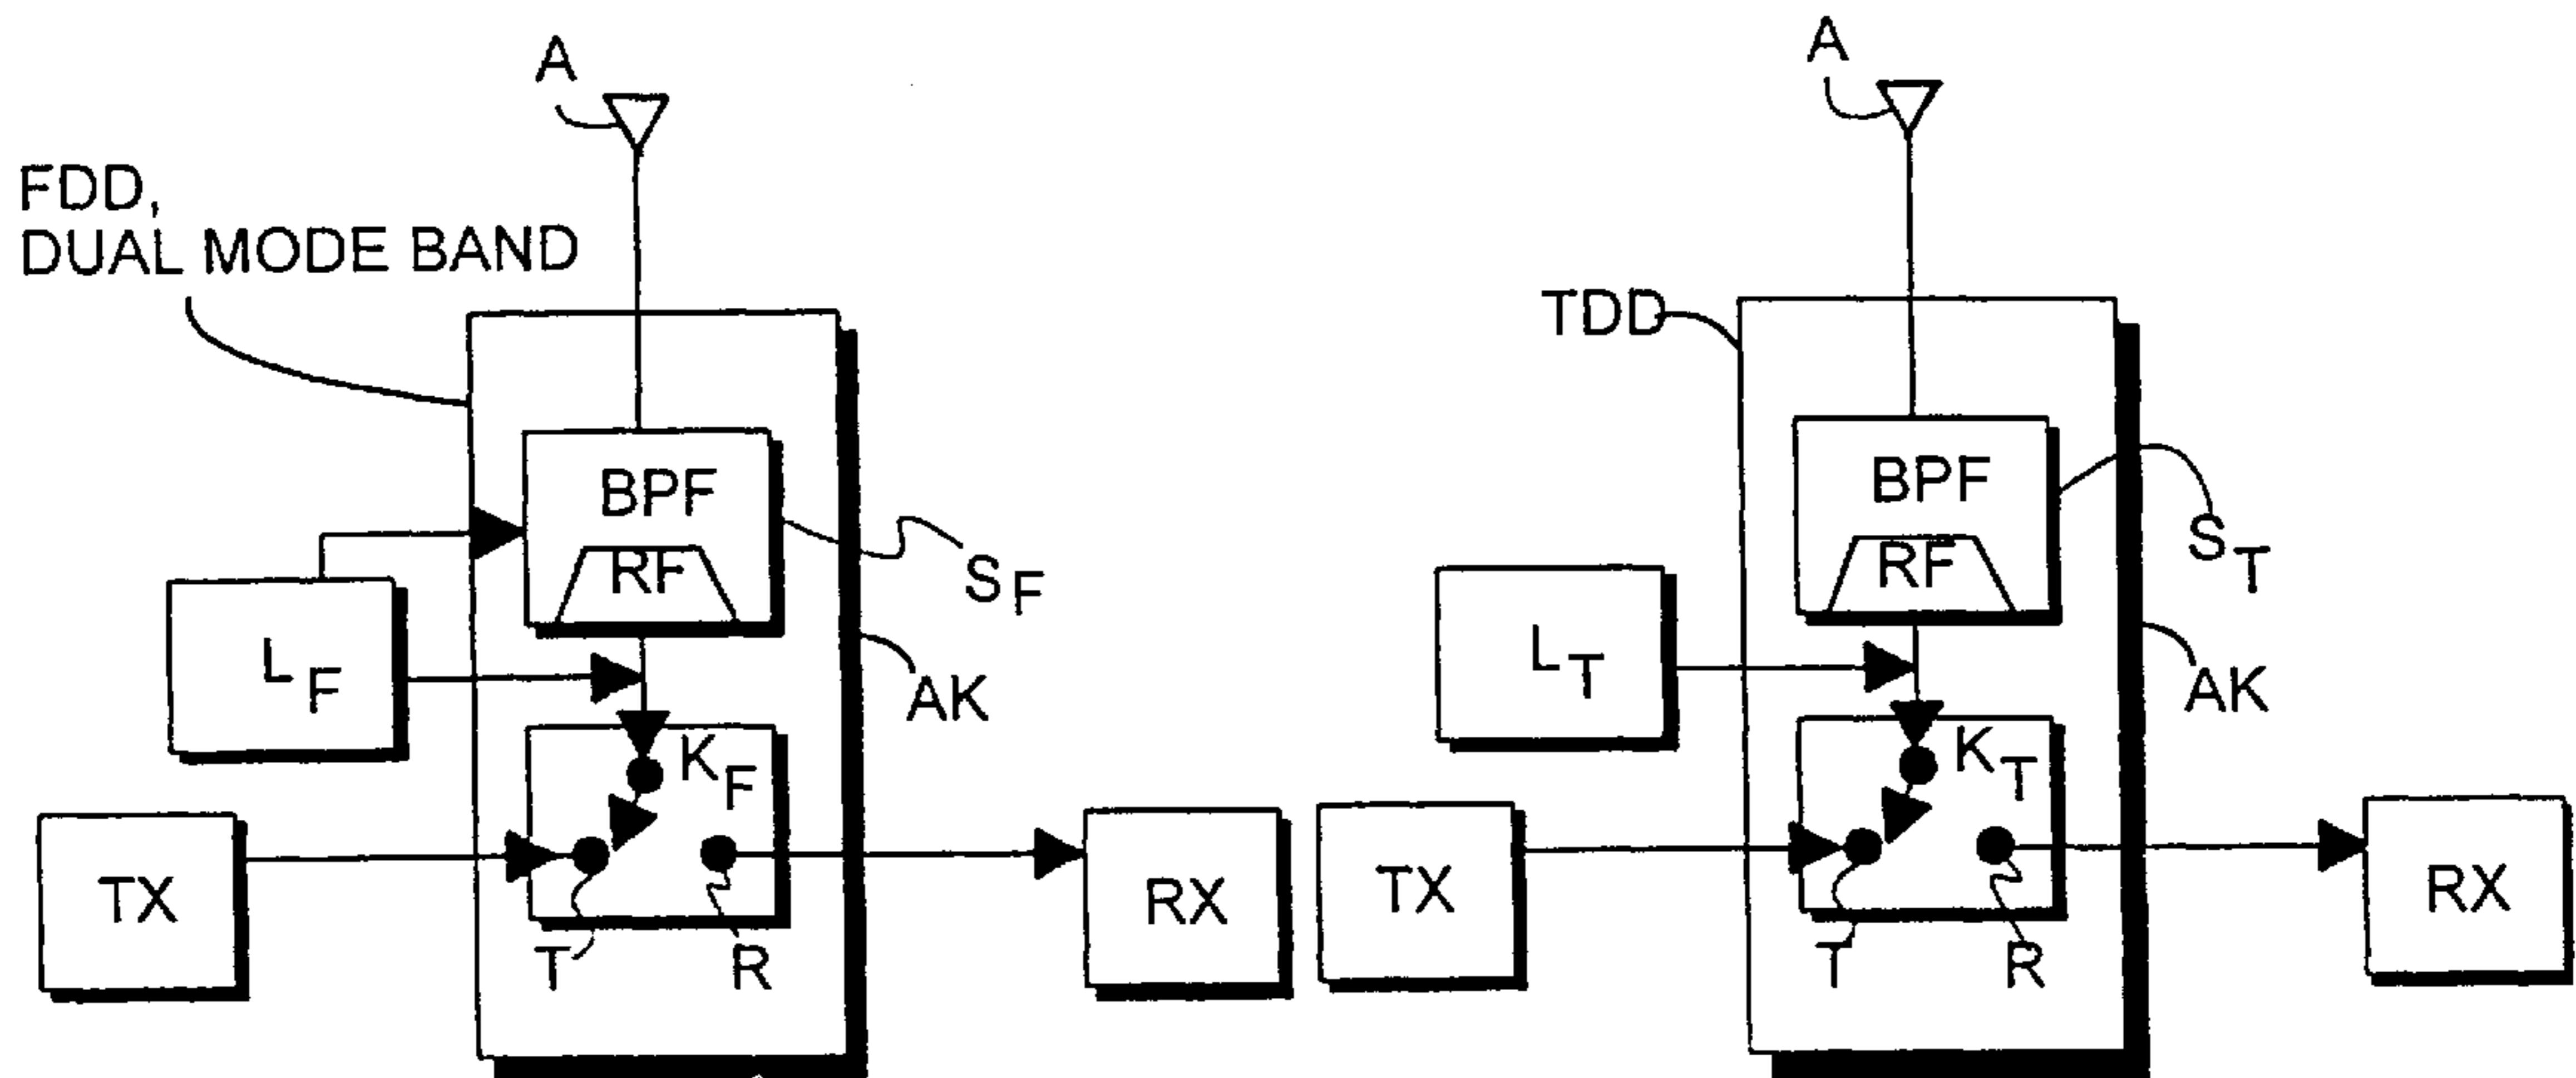 A
FDD,
DUAL MODE BAND
BPF
RF
S F
L F
AK
K F
TX
T
R
RX
A
TDD
BPF
RF
S T
L T
AK
K T
TX
T
R
RX